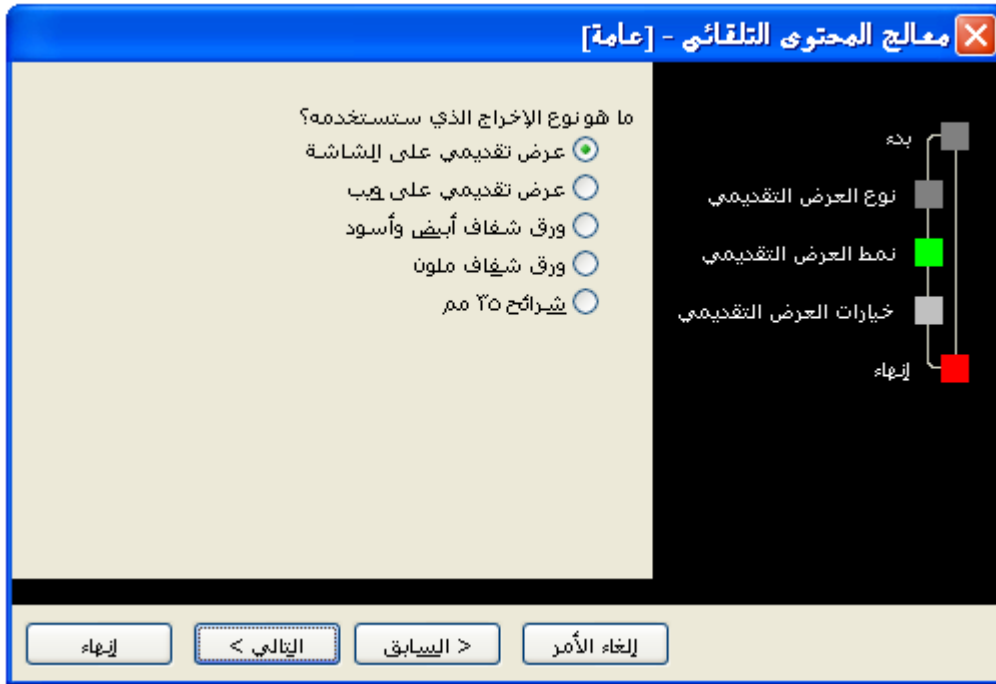 معالج المحتوى التلقائي - [عامة]
بدء
نوع العرض التقديمي
نمط العرض التقديمي
خيارات العرض التقديمي
إنهاء
ما هو نوع الإخراج الذي ستستخدمه؟
عرض تقديمي على الشاشة
عرض تقديمي على ويب
ورق شفاف أبيض وأسود
ورق شفاف ملون
شرائح ٣٥ مم
إلغاء الأمر
< السابق
التالي >
إنهاء